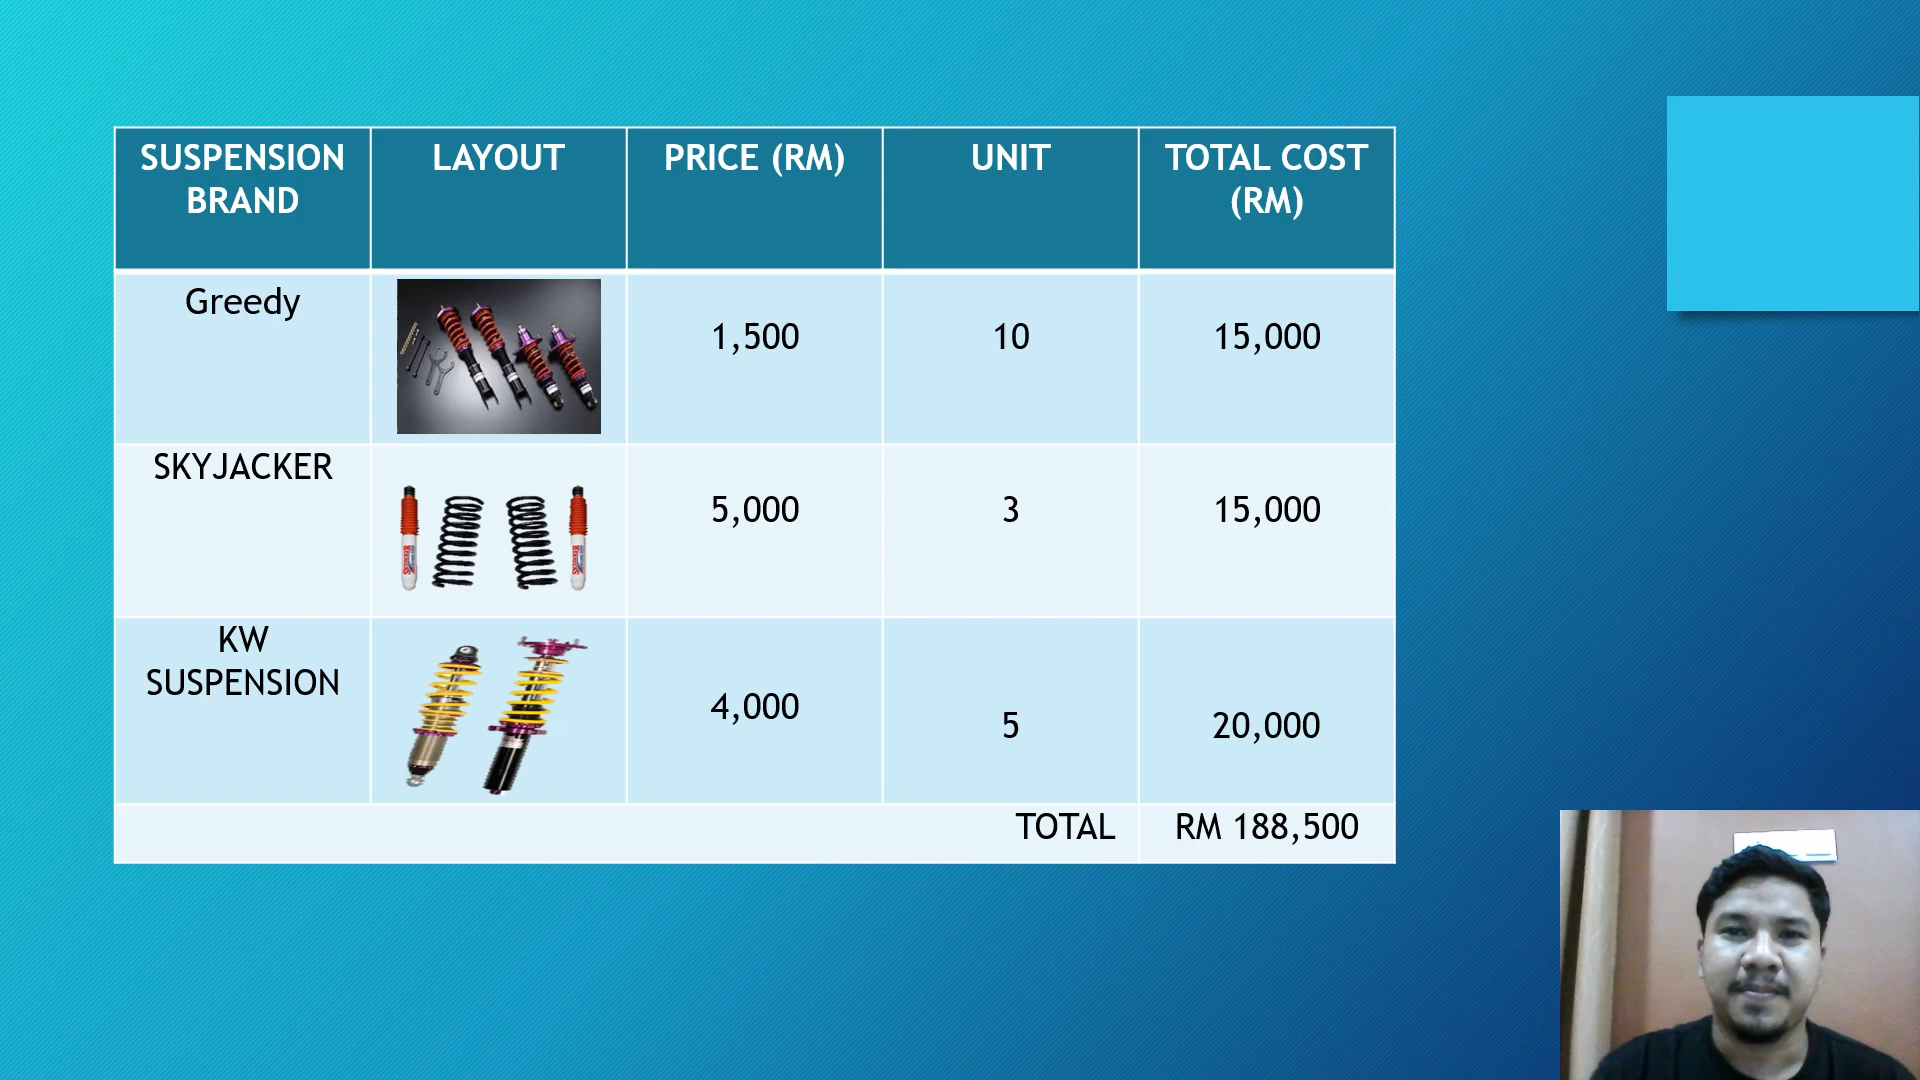 SUSPENSION BRAND LAYOUT PRICE (RM) UNIT TOTAL COST (RM)
Greedy 1,500 10 15,000
SKYJACKER 5,000 3 15,000
KW SUSPENSION 4,000 5 20,000
TOTAL RM 188,500